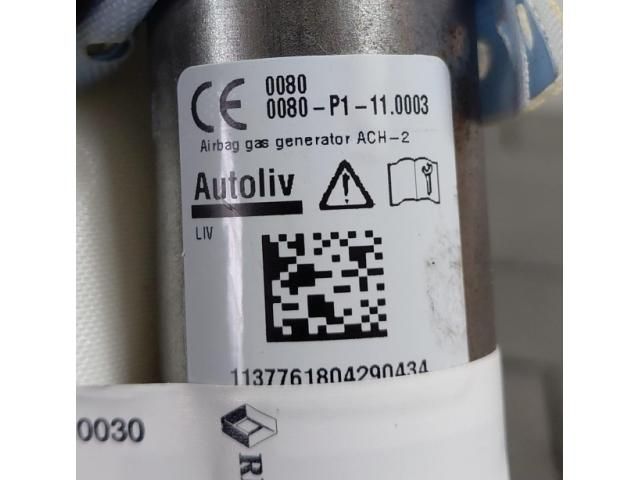 CE 0080
0080-P1-11.0003
Airbag gas generator ACH-2
Autoliv
LIV
1137761804290434
0030